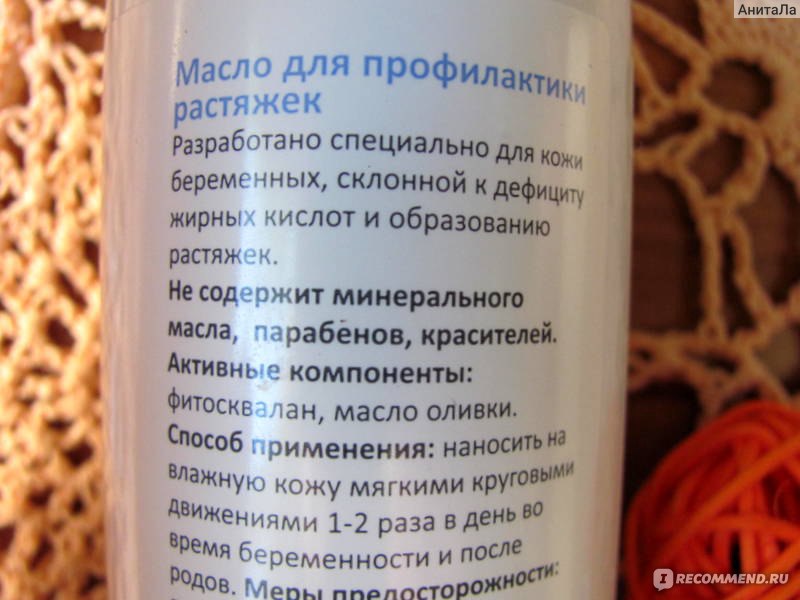 АнитаЛа
Масло для профилактики
растяжек
Разработано специально для кожи
беременных, склонной к дефициту
жирных кислот и образованию
растяжек.
Не содержит минерального
масла, парабенов, красителей.
Активные компоненты:
фитосквалан, масло оливки.
Способ применения: наносить на
влажную кожу мягкими круговыми
движениями 1-2 раза в день во
время беременности и после
родов. Меры предосторожности:
IRECOMMEND.RU